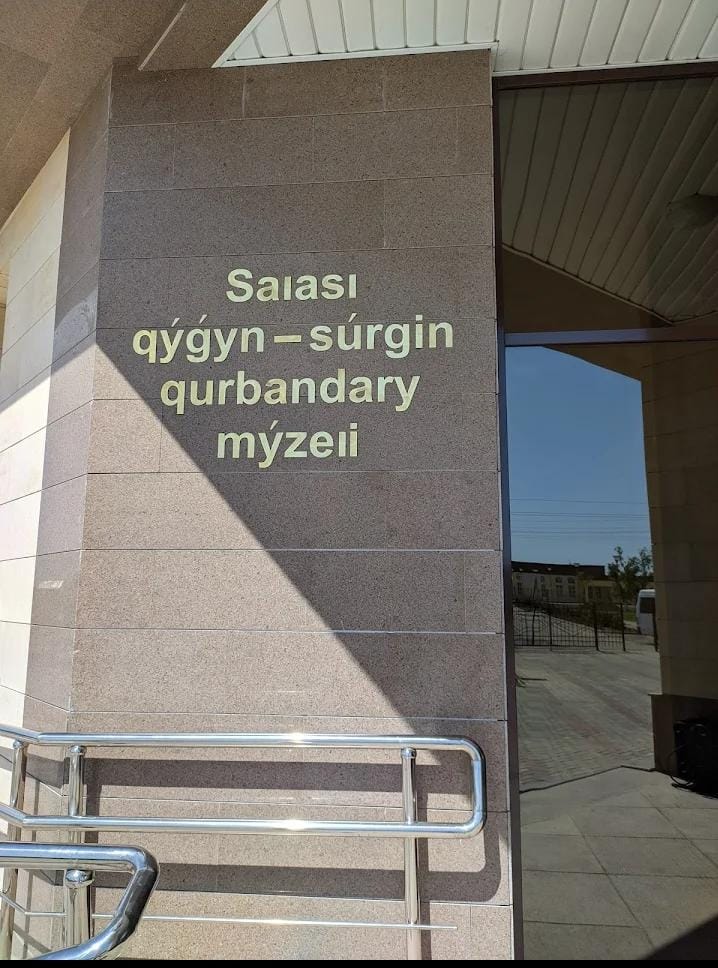 Saıası
qýǵyn – súrgin
qurbandary
mýzeıi